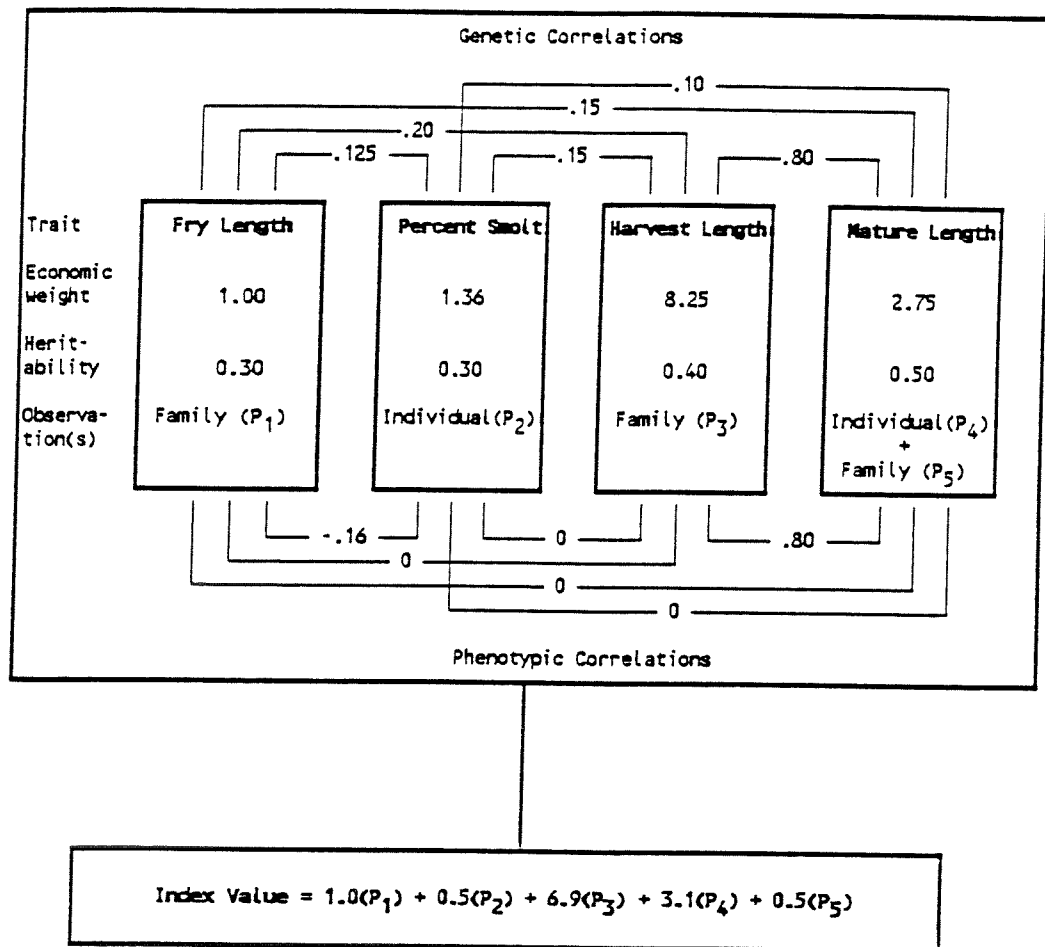 Genetic Correlations
.10
.15
.20
.125 .15 .80
Trait Fry Length Percent Smolt Harvest Length Mature Length
Economic
weight 1.00 1.36 8.25 2.75
Herit-
ability 0.30 0.30 0.40 0.50
Observa-
tion(s) Family (P1) Individual(P2) Family (P3) Individual(P4)
+
Family (P5)
-.16 0 .80
0
0
0
Phenotypic Correlations
Index Value = 1.0(P1) + 0.5(P2) + 6.9(P3) + 3.1(P4) + 0.5(P5)